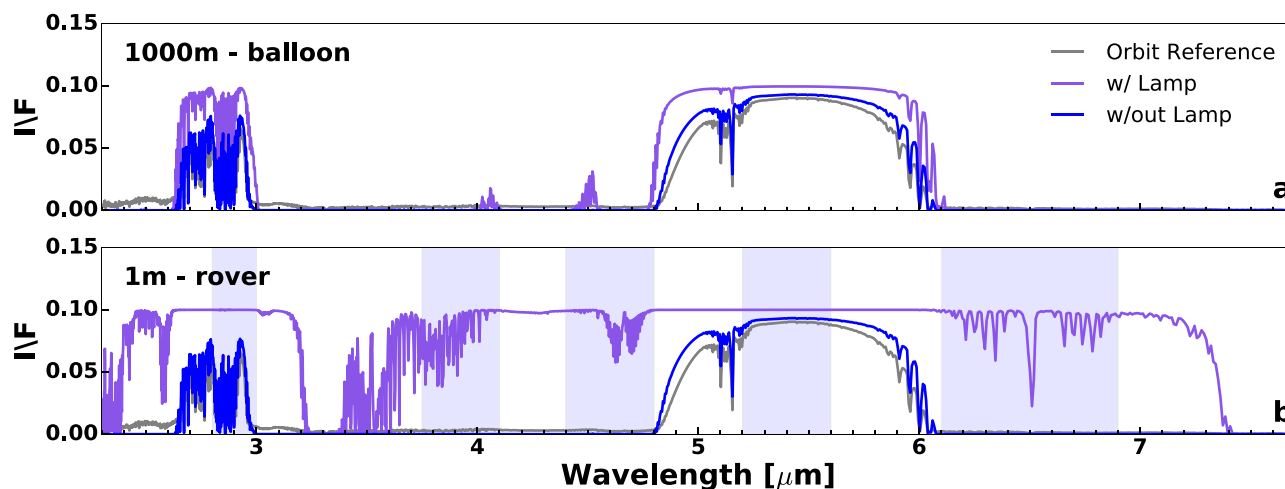 0.15
1000m - balloon
Orbit Reference
0.10
w/ Lamp
w/out Lamp
I\F
0.05
0.00
a
0.15
1m - rover
0.10
I\F
0.05
0.00
b
3 4 5 6 7
Wavelength [μm]